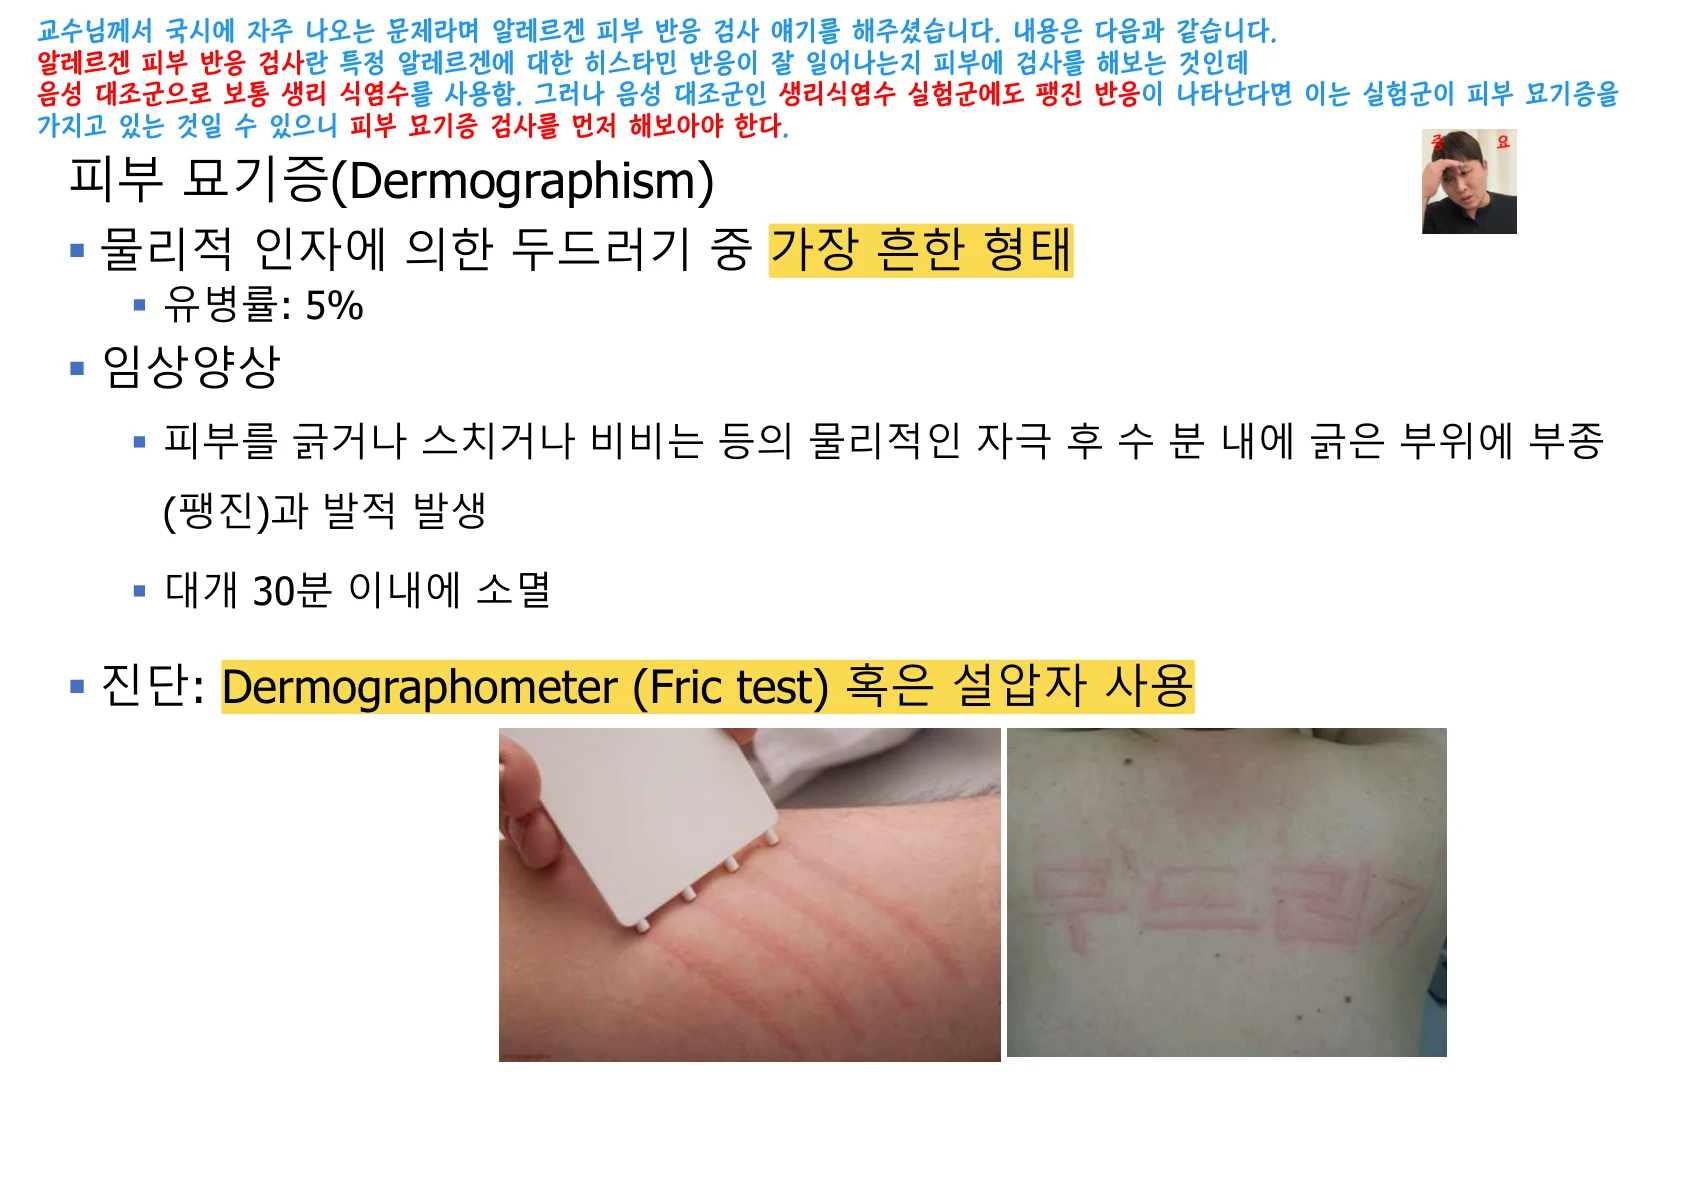 교수님께서 국시에 자주 나오는 문제라며 알레르겐 피부 반응 검사 얘기를 해주셨습니다. 내용은 다음과 같습니다.
알레르겐 피부 반응 검사란 특정 알레르겐에 대한 히스타민 반응이 잘 일어나는지 피부에 검사를 해보는 것인데
음성 대조군으로 보통 생리 식염수를 사용함. 그러나 음성 대조군인 생리식염수 실험군에도 팽진 반응이 나타난다면 이는 실험군이 피부 묘기증을
가지고 있는 것일 수 있으니 피부 묘기증 검사를 먼저 해보아야 한다.
중 요
피부 묘기증(Dermographism)
▪ 물리적 인자에 의한 두드러기 중 가장 흔한 형태
▪ 유병률: 5%
▪ 임상양상
▪ 피부를 긁거나 스치거나 비비는 등의 물리적인 자극 후 수 분 내에 긁은 부위에 부종
(팽진)과 발적 발생
▪ 대개 30분 이내에 소멸
▪ 진단: Dermographometer (Fric test) 혹은 설압자 사용
두드럭기